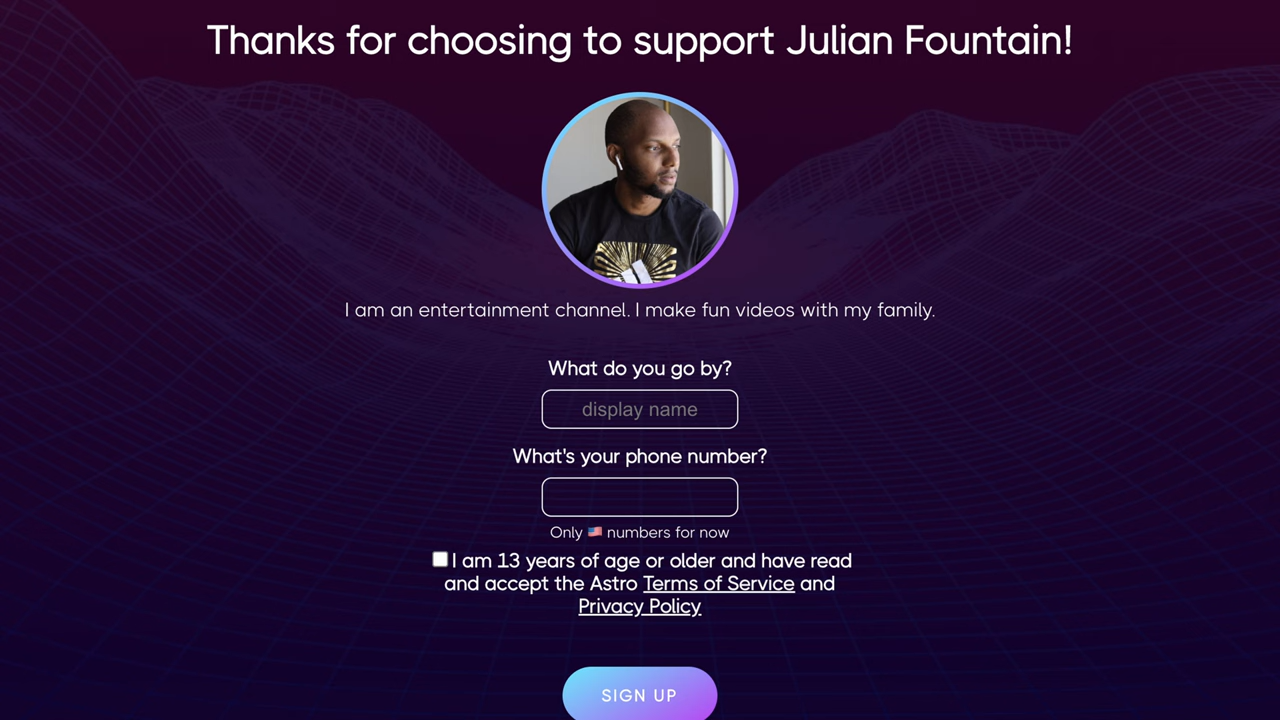 Thanks for choosing to support Julian Fountain!
I am an entertainment channel. I make fun videos with my family.
What do you go by?
display name
What's your phone number?
Only 🇺🇸 numbers for now
I am 13 years of age or older and have read
and accept the Astro Terms of Service and
Privacy Policy
SIGN UP